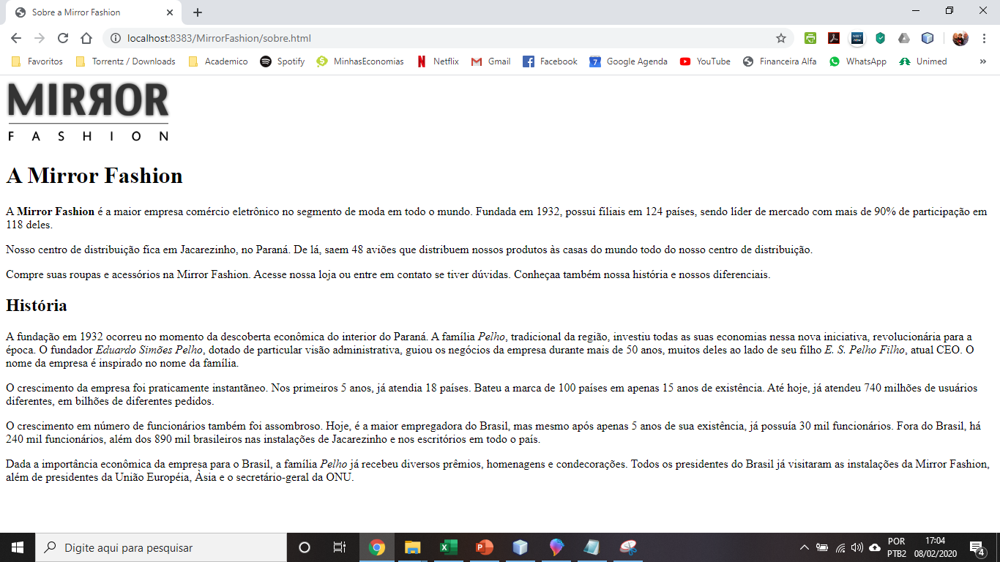 Sobre a Mirror Fashion
localhost:8383/MirrorFashion/sobre.html
Favoritos Torrentz / Downloads Academico Spotify MinhasEconomias Netflix Gmail Facebook 7 Google Agenda YouTube Financeira Alfa WhatsApp Unimed »
MIRЯOR
FASHION
A Mirror Fashion
A Mirror Fashion é a maior empresa comércio eletrônico no segmento de moda em todo o mundo. Fundada em 1932, possui filiais em 124 países, sendo líder de mercado com mais de 90% de participação em
118 deles.
Nosso centro de distribuição fica em Jacarezinho, no Paraná. De lá, saem 48 aviões que distribuem nossos produtos às casas do mundo todo do nosso centro de distribuição.
Compre suas roupas e acessórios na Mirror Fashion. Acesse nossa loja ou entre em contato se tiver dúvidas. Conheçaa também nossa história e nossos diferenciais.
História
A fundação em 1932 ocorreu no momento da descoberta econômica do interior do Paraná. A família Pelho, tradicional da região, investiu todas as suas economias nessa nova iniciativa, revolucionária para a
época. O fundador Eduardo Simões Pelho, dotado de particular visão administrativa, guiou os negócios da empresa durante mais de 50 anos, muitos deles ao lado de seu filho E. S. Pelho Filho, atual CEO. O
nome da empresa é inspirado no nome da família.
O crescimento da empresa foi praticamente instantãneo. Nos primeiros 5 anos, já atendia 18 países. Bateu a marca de 100 países em apenas 15 anos de existência. Até hoje, já atendeu 740 milhões de usuários
diferentes, em bilhões de diferentes pedidos.
O crescimento em número de funcionários também foi assombroso. Hoje, é a maior empregadora do Brasil, mas mesmo após apenas 5 anos de sua existência, já possuía 30 mil funcionários. Fora do Brasil, há
240 mil funcionários, além dos 890 mil brasileiros nas instalações de Jacarezinho e nos escritórios em todo o país.
Dada a importância econômica da empresa para o Brasil, a família Pelho já recebeu diversos prêmios, homenagens e condecorações. Todos os presidentes do Brasil já visitaram as instalações da Mirror Fashion,
além de presidentes da União Européia, Àsia e o secretário-geral da ONU.
Digite aqui para pesquisar
POR
PTB2
17:04
08/02/2020
4